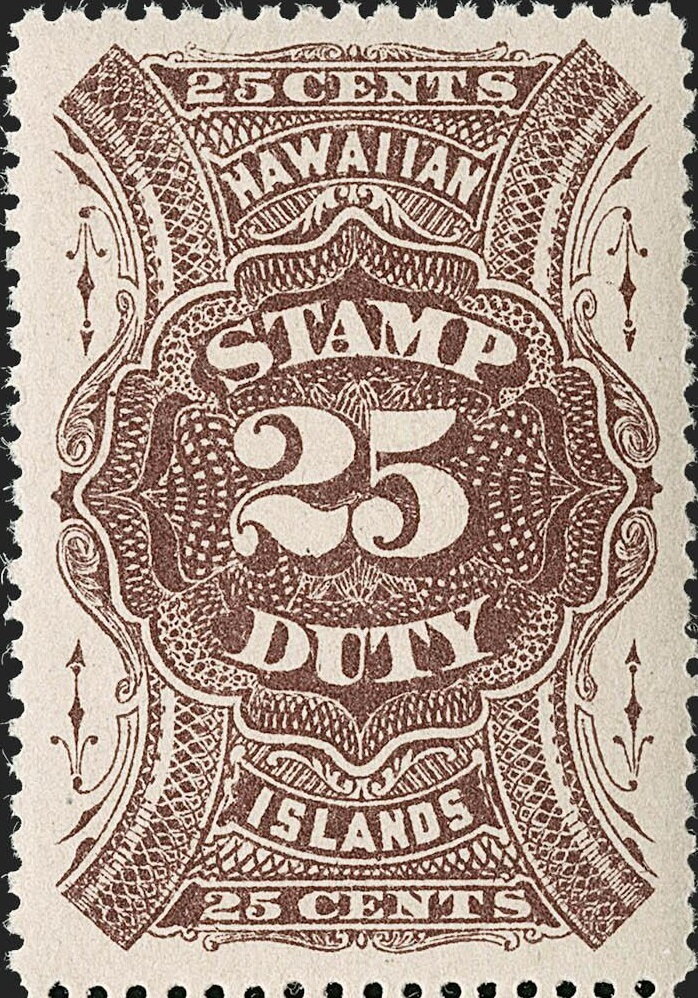 25 CENTS
HAWAIIAN
STAMP
25
DUTY
ISLANDS
25 CENTS